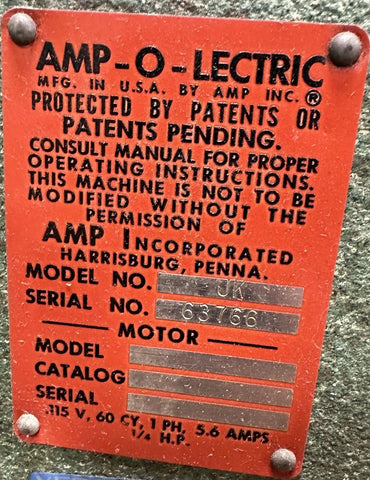 AMP-O-LECTRIC
MFG. IN U.S.A. BY AMP INC.®
PROTECTED BY PATENTS OR
PATENTS PENDING.
CONSULT MANUAL FOR PROPER
OPERATING INSTRUCTIONS.
THIS MACHINE IS NOT TO BE
MODIFIED WITHOUT THE
PERMISSION OF
AMP INCORPORATED
HARRISBURG, PENNA.
MODEL NO. UK
SERIAL NO. 63766
MOTOR
MODEL
CATALOG
SERIAL
115 V, 60 CY, 1 PH, 5.6 AMPS
1/4 H.P.